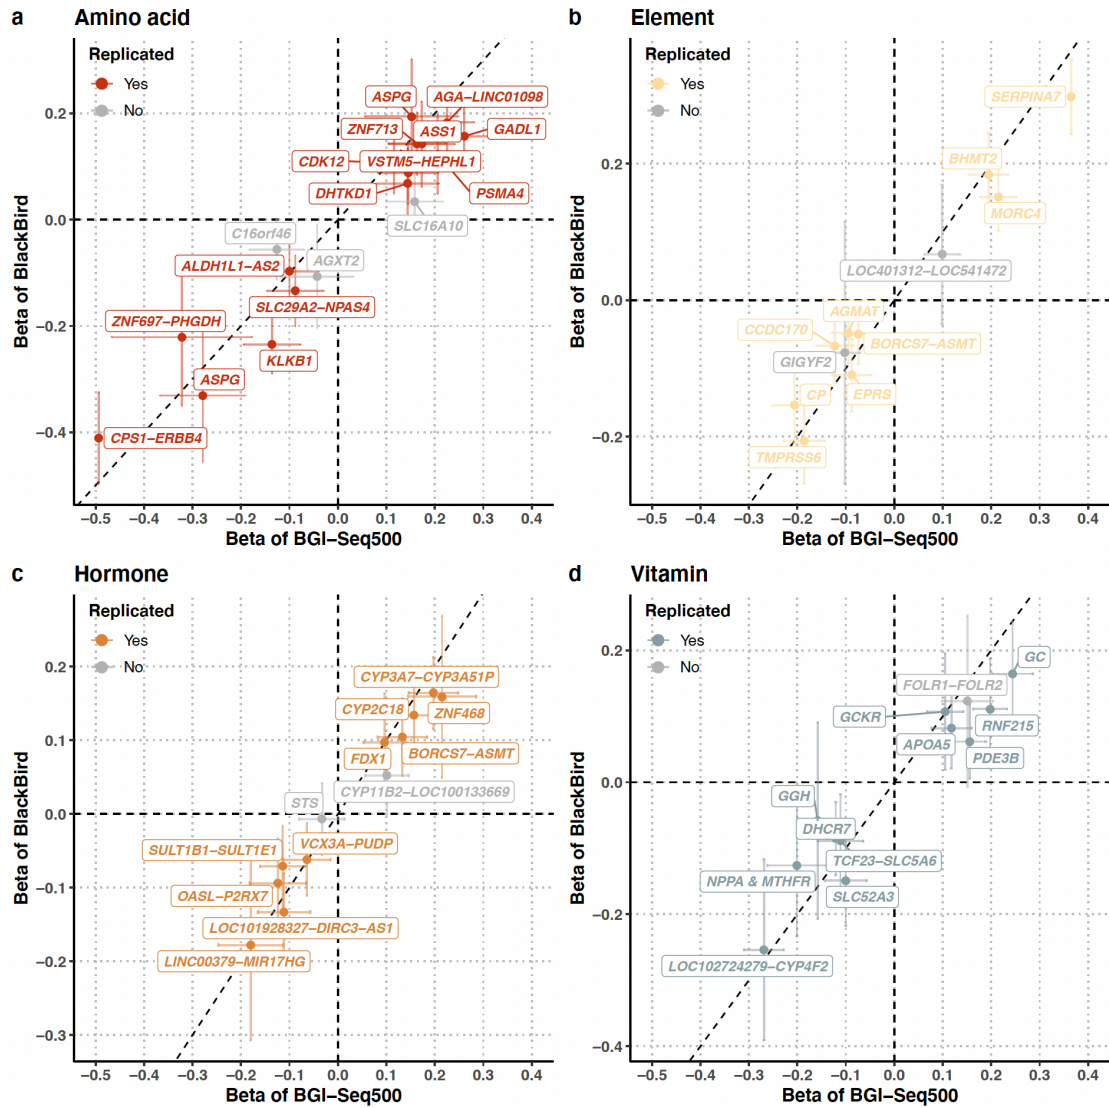 a Amino acid
Replicated
Yes
No
ASPG
AGA−LINC01098
ZNF713
ASS1
GADL1
CDK12
VSTM5−HEPHL1
DHTKD1
PSMA4
SLC16A10
C16orf46
ALDH1L1−AS2
AGXT2
SLC29A2−NPAS4
ZNF697−PHGDH
KLKB1
ASPG
CPS1−ERBB4
0.2
0.0
−0.2
−0.4
Beta of BlackBird
−0.5 −0.4 −0.3 −0.2 −0.1 0.0 0.1 0.2 0.3 0.4
Beta of BGI−Seq500
b Element
Replicated
Yes
No
SERPINA7
BHMT2
MORC4
LOC401312−LOC541472
AGMAT
CCDC170
BORCS7−ASMT
GIGYF2
CP
EPRS
TMPRSS6
0.2
0.0
−0.2
Beta of BlackBird
−0.5 −0.4 −0.3 −0.2 −0.1 0.0 0.1 0.2 0.3 0.4
Beta of BGI−Seq500
c Hormone
Replicated
Yes
No
CYP3A7−CYP3A51P
CYP2C18
ZNF468
FDX1
BORCS7−ASMT
CYP11B2−LOC100133669
STS
VCX3A−PUDP
SULT1B1−SULT1E1
OASL−P2RX7
LOC101928327−DIRC3−AS1
LINC00379−MIR17HG
0.2
0.1
0.0
−0.1
−0.2
−0.3
Beta of BlackBird
−0.5 −0.4 −0.3 −0.2 −0.1 0.0 0.1 0.2 0.3 0.4
Beta of BGI−Seq500
d Vitamin
Replicated
Yes
No
GC
FOLR1−FOLR2
GCKR
RNF215
APOA5
PDE3B
GGH
DHCR7
TCF23−SLC5A6
NPPA & MTHFR
SLC52A3
LOC102724279−CYP4F2
0.2
0.0
−0.2
−0.4
Beta of BlackBird
−0.5 −0.4 −0.3 −0.2 −0.1 0.0 0.1 0.2 0.3 0.4
Beta of BGI−Seq500